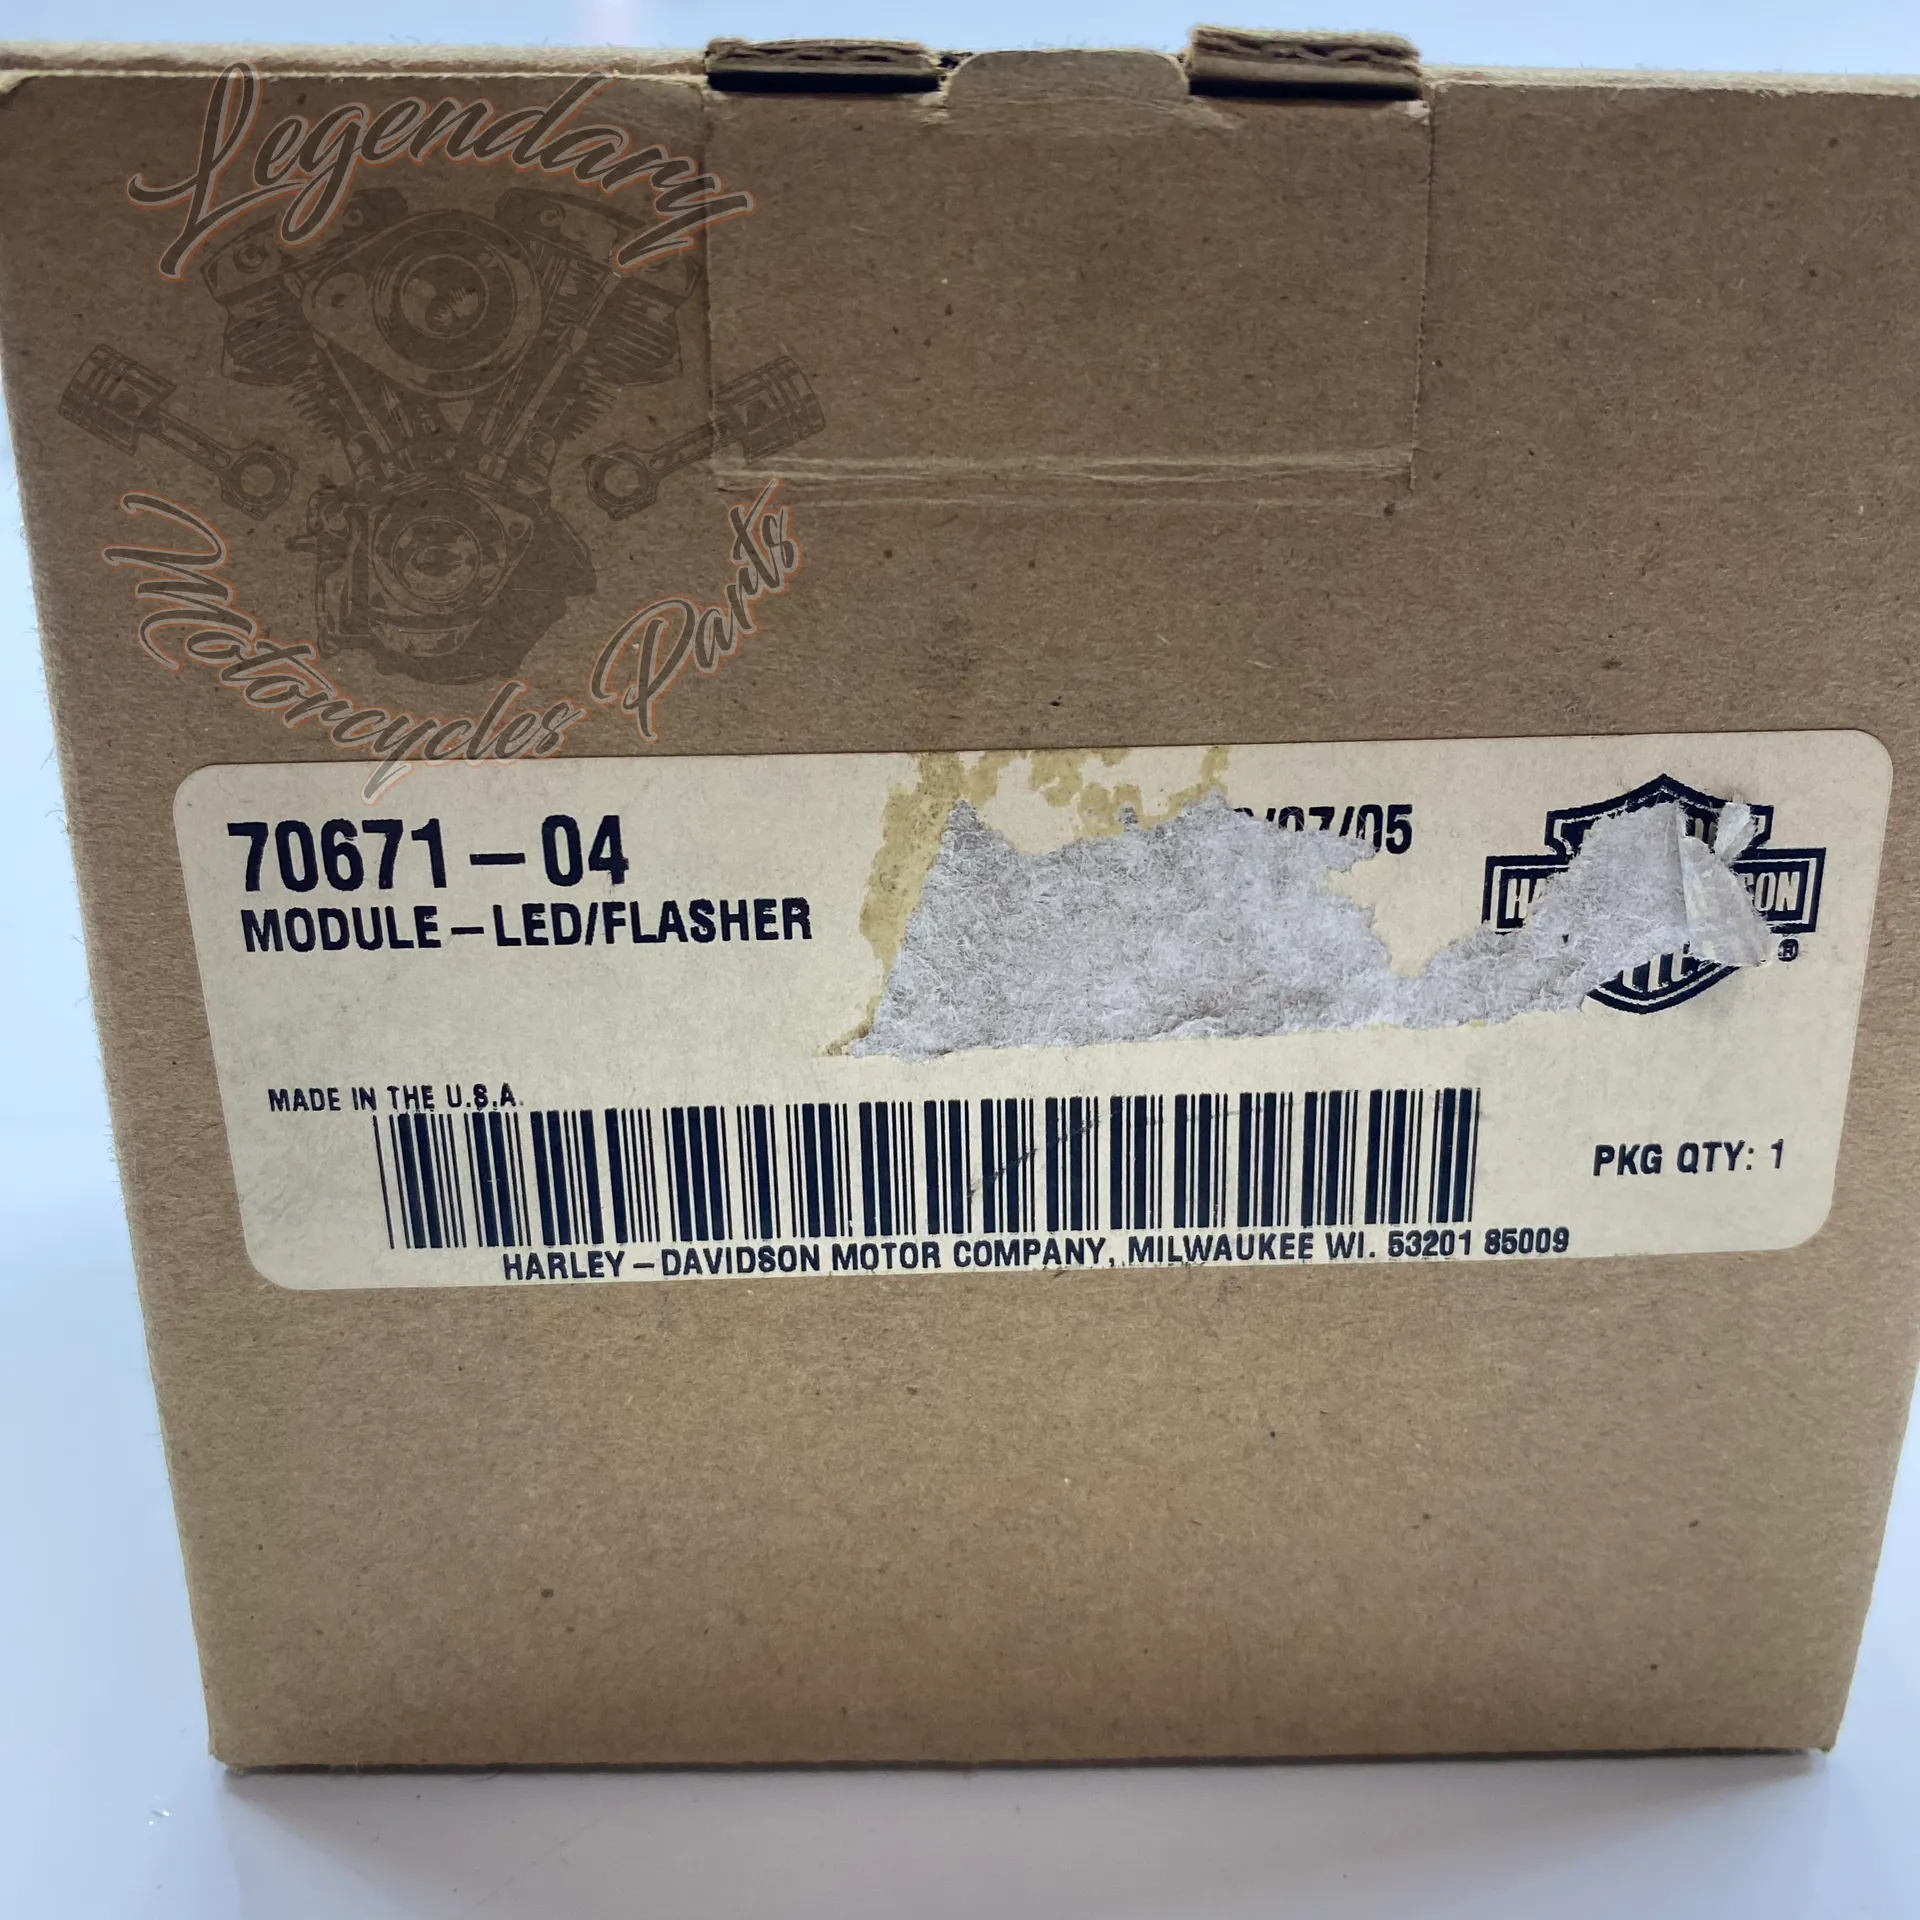 Legendary
Motorcycles Parts
70671-04
/07/05
MODULE-LED/FLASHER
MADE IN THE U.S.A.
PKG QTY: 1
HARLEY-DAVIDSON MOTOR COMPANY, MILWAUKEE WI. 53201 85009